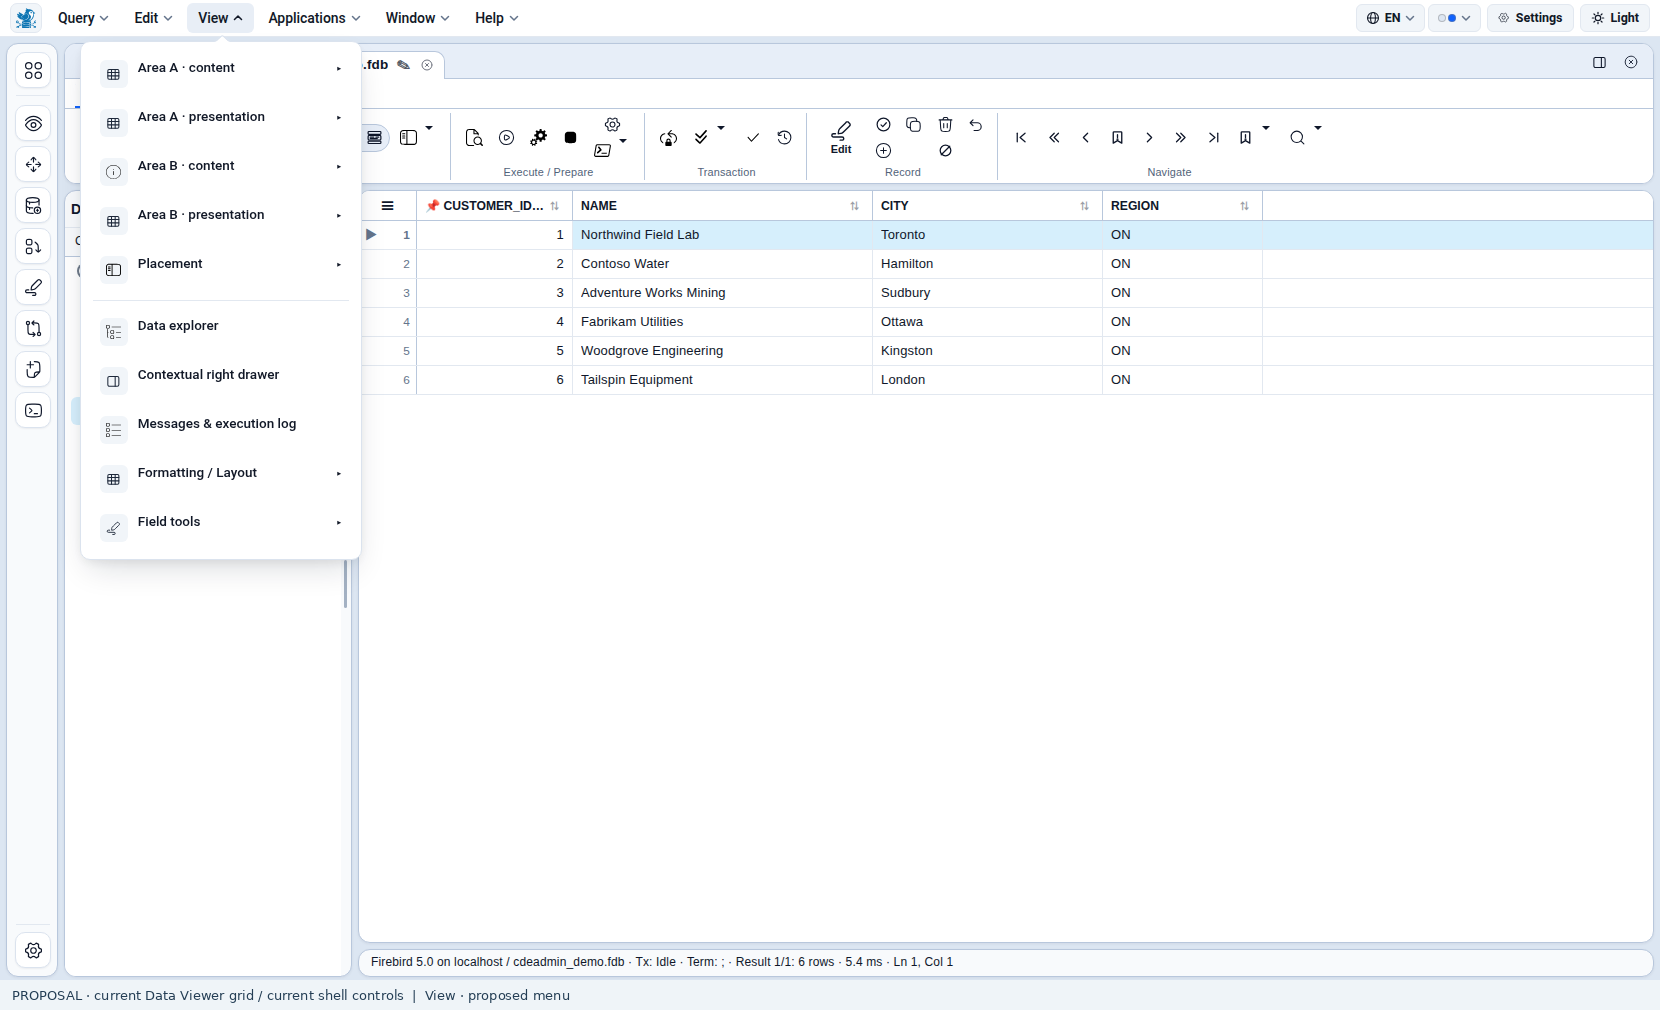 Query Edit View Applications Window Help EN Settings Light
Area A · content
Area A · presentation
Area B · content
Area B · presentation
Placement
Data explorer
Contextual right drawer
Messages & execution log
Formatting / Layout
Field tools
.fdb
Edit
Execute / Prepare Transaction Record Navigate
CUSTOMER_ID... NAME CITY REGION
1 1 Northwind Field Lab Toronto ON
2 2 Contoso Water Hamilton ON
3 3 Adventure Works Mining Sudbury ON
4 4 Fabrikam Utilities Ottawa ON
5 5 Woodgrove Engineering Kingston ON
6 6 Tailspin Equipment London ON
Firebird 5.0 on localhost / cdeadmin_demo.fdb · Tx: Idle · Term: ; · Result 1/1: 6 rows · 5.4 ms · Ln 1, Col 1
PROPOSAL · current Data Viewer grid / current shell controls | View · proposed menu